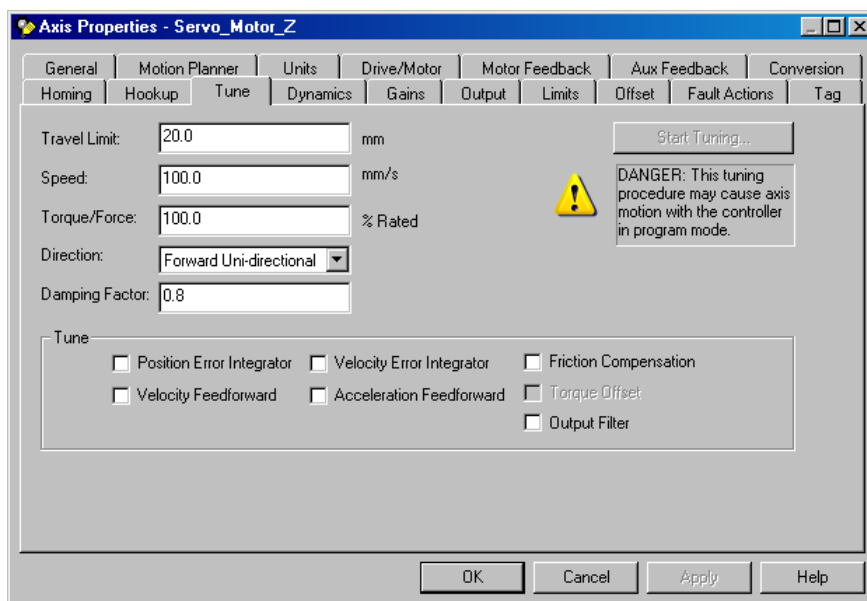 Axis Properties - Servo_Motor_Z
General Motion Planner Units Drive/Motor Motor Feedback Aux Feedback Conversion
Homing Hookup Tune Dynamics Gains Output Limits Offset Fault Actions Tag
Travel Limit: 20.0 mm Start Tuning...
Speed: 100.0 mm/s
DANGER: This tuning
procedure may cause axis
motion with the controller
in program mode.
Torque/Force: 100.0 % Rated
Direction: Forward Uni-directional
Damping Factor: 0.8
Tune
Position Error Integrator Velocity Error Integrator Friction Compensation
Velocity Feedforward Acceleration Feedforward Torque Offset
Output Filter
OK Cancel Apply Help